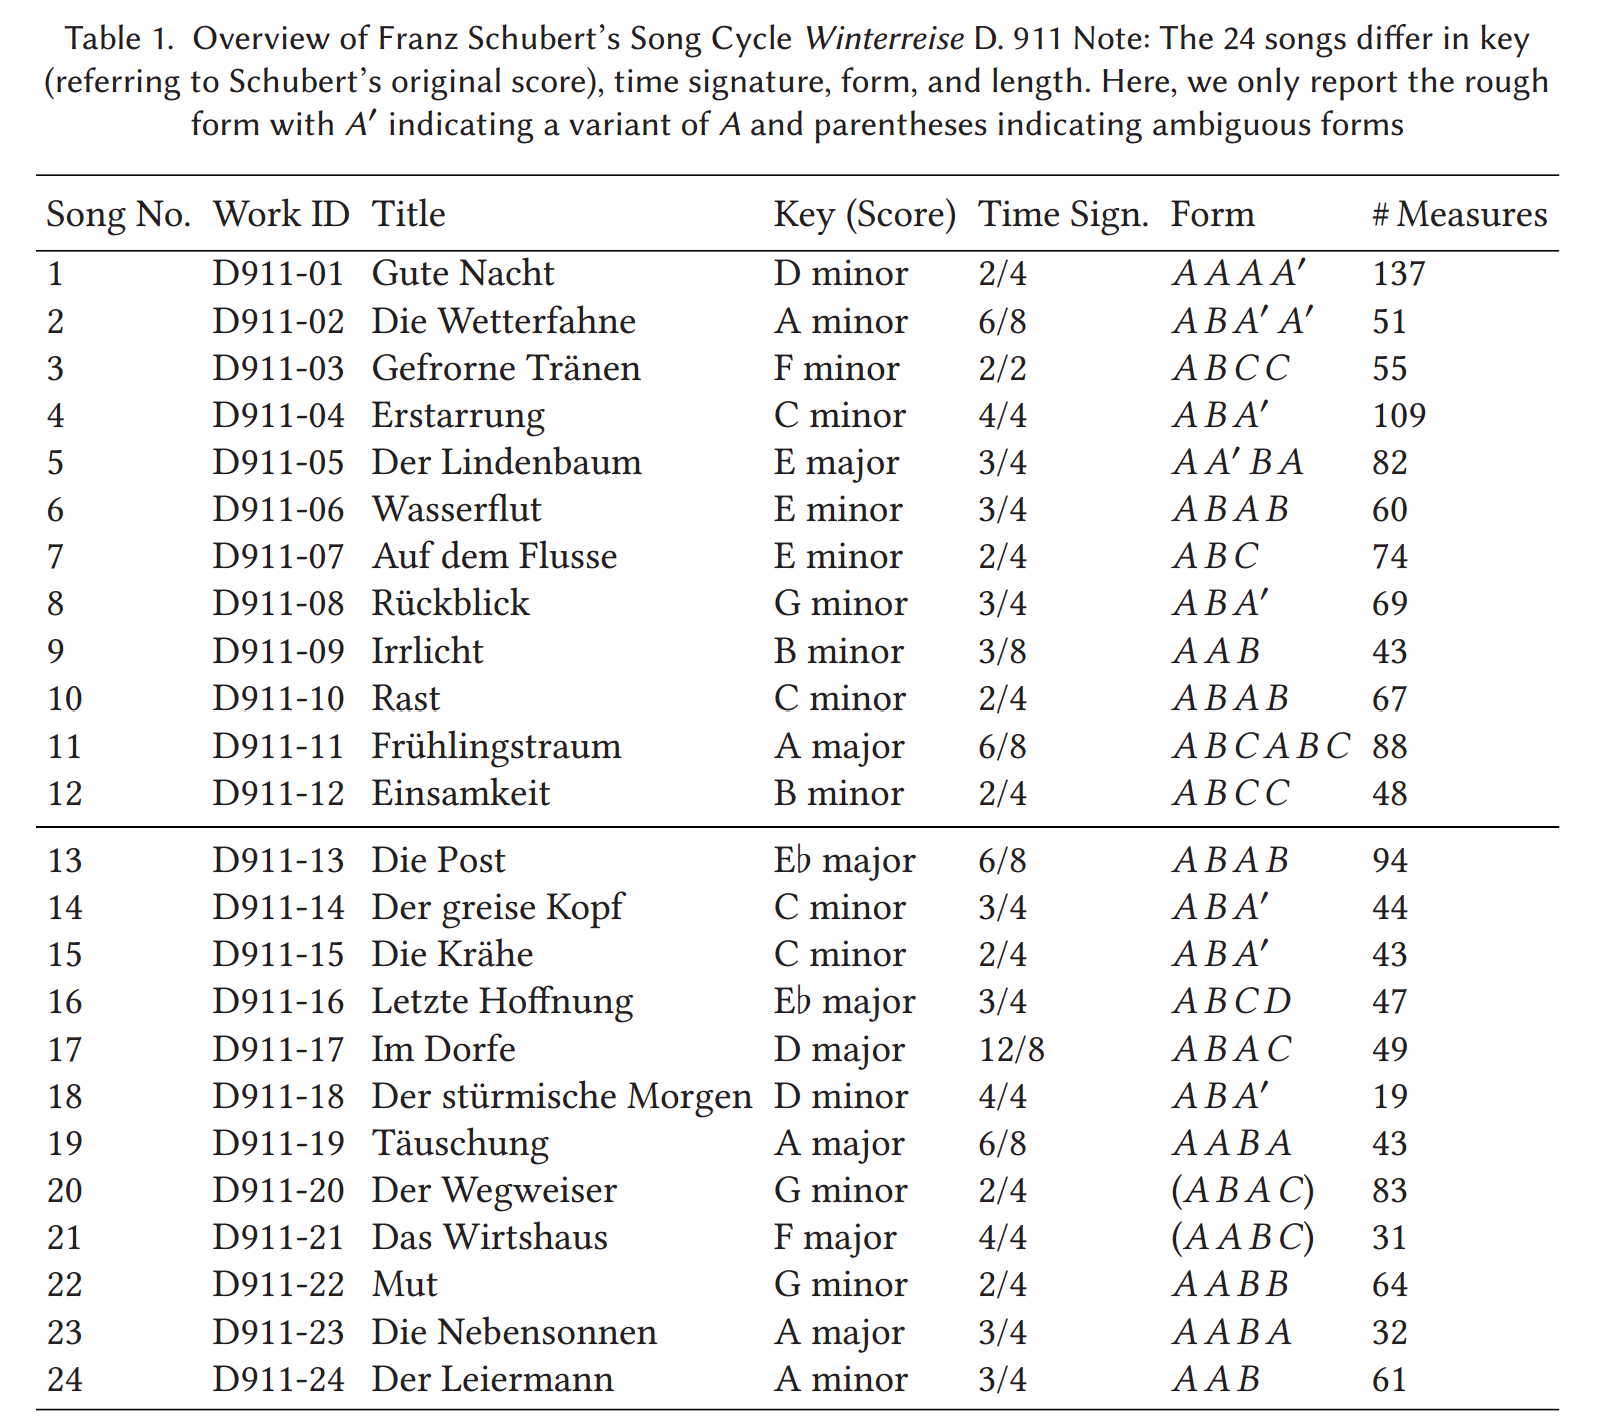 Table 1. Overview of Franz Schubert's Song Cycle Winterreise D. 911 Note: The 24 songs differ in key
(referring to Schubert's original score), time signature, form, and length. Here, we only report the rough
form with A′ indicating a variant of A and parentheses indicating ambiguous forms
Song No. Work ID Title Key (Score) Time Sign. Form # Measures
1 D911-01 Gute Nacht D minor 2/4 A A A A′ 137
2 D911-02 Die Wetterfahne A minor 6/8 A B A′ A′ 51
3 D911-03 Gefrorne Tränen F minor 2/2 A B C C 55
4 D911-04 Erstarrung C minor 4/4 A B A′ 109
5 D911-05 Der Lindenbaum E major 3/4 A A′ B A 82
6 D911-06 Wasserflut E minor 3/4 A B A B 60
7 D911-07 Auf dem Flusse E minor 2/4 A B C 74
8 D911-08 Rückblick G minor 3/4 A B A′ 69
9 D911-09 Irrlicht B minor 3/8 A A B 43
10 D911-10 Rast C minor 2/4 A B A B 67
11 D911-11 Frühlingstraum A major 6/8 A B C A B C 88
12 D911-12 Einsamkeit B minor 2/4 A B C C 48
13 D911-13 Die Post E♭ major 6/8 A B A B 94
14 D911-14 Der greise Kopf C minor 3/4 A B A′ 44
15 D911-15 Die Krähe C minor 2/4 A B A′ 43
16 D911-16 Letzte Hoffnung E♭ major 3/4 A B C D 47
17 D911-17 Im Dorfe D major 12/8 A B A C 49
18 D911-18 Der stürmische Morgen D minor 4/4 A B A′ 19
19 D911-19 Täuschung A major 6/8 A A B A 43
20 D911-20 Der Wegweiser G minor 2/4 (A B A C) 83
21 D911-21 Das Wirtshaus F major 4/4 (A A B C) 31
22 D911-22 Mut G minor 2/4 A A B B 64
23 D911-23 Die Nebensonnen A major 3/4 A A B A 32
24 D911-24 Der Leiermann A minor 3/4 A A B 61